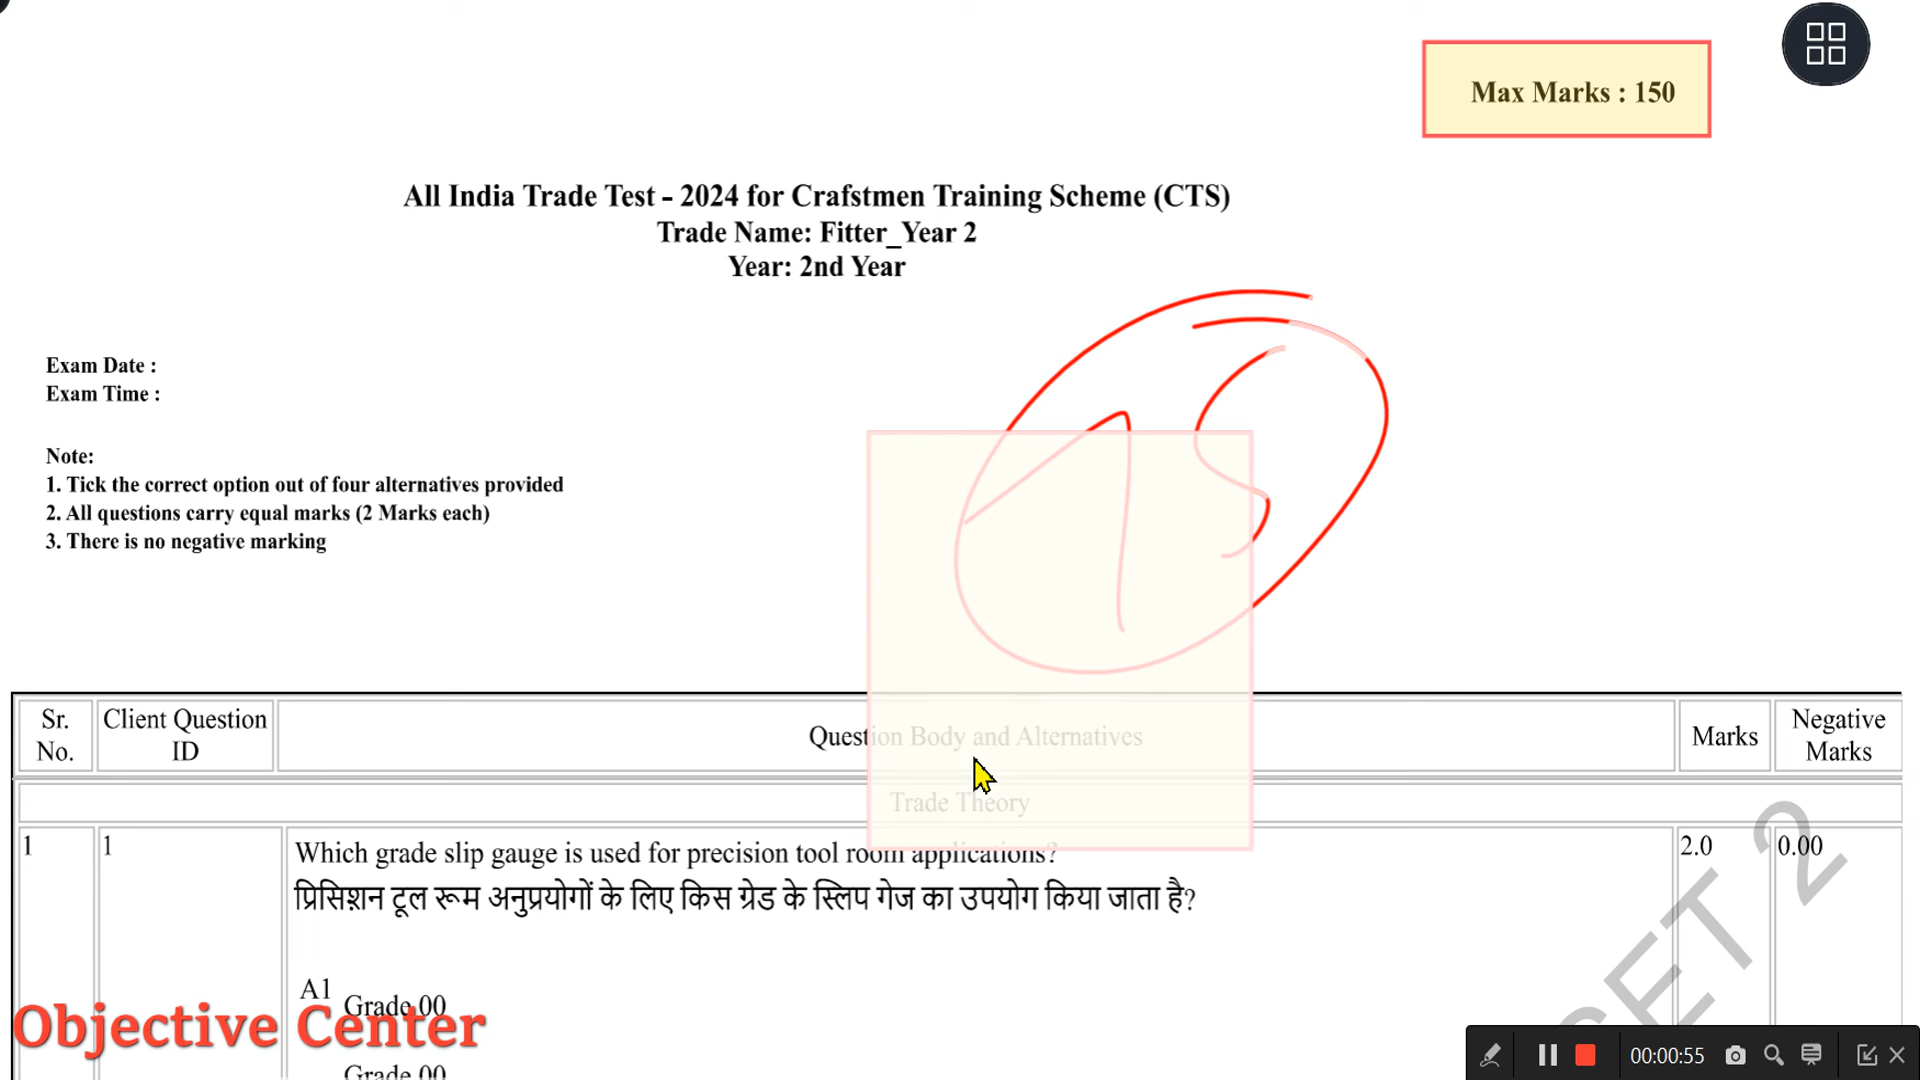 Max Marks : 150
All India Trade Test - 2024 for Crafstmen Training Scheme (CTS)
Trade Name: Fitter_Year 2
Year: 2nd Year
Exam Date :
Exam Time :
Note:
1. Tick the correct option out of four alternatives provided
2. All questions carry equal marks (2 Marks each)
3. There is no negative marking
Sr. No.
Client Question ID
Question Body and Alternatives
Marks
Negative Marks
Trade Theory
1
1
Which grade slip gauge is used for precision tool room applications?
प्रिसिश़न टूल रूम अनुप्रयोगों के लिए किस ग्रेड के स्लिप गेज का उपयोग किया जाता है?
2.0
0.00
A1
Grade 00
Grade 00
SET 2
Objective Center
00:00:55